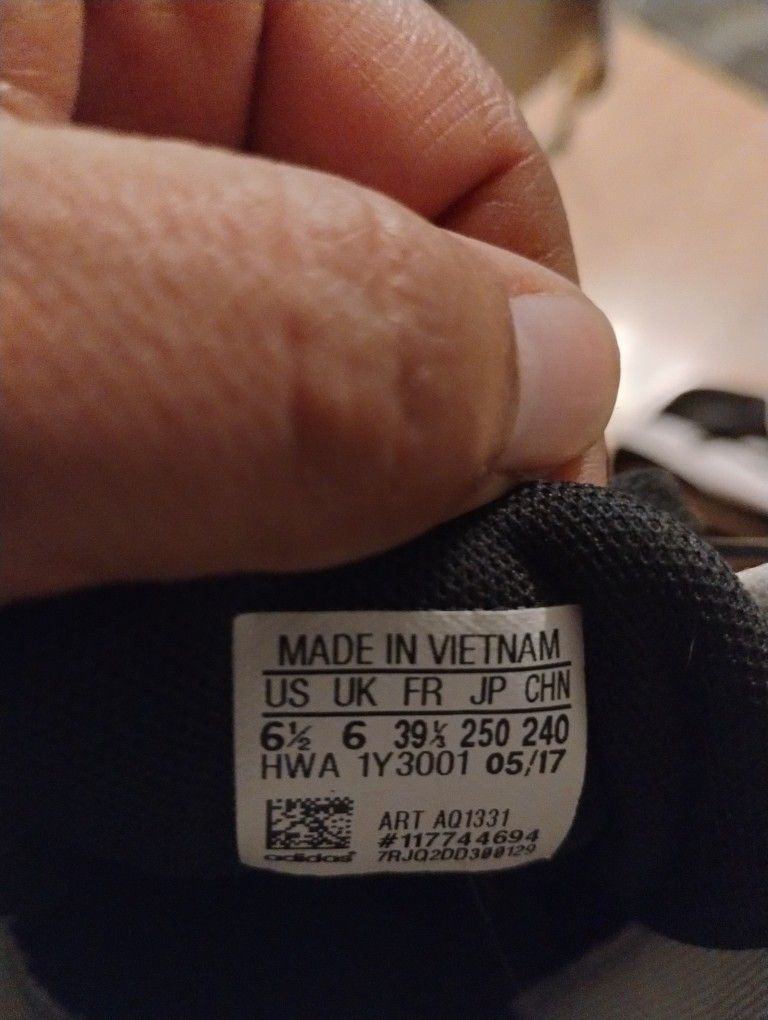 MADE IN VIETNAM
US UK FR JP CHN
6½ 6 39⅓ 250 240
HWA 1Y3001 05/17
ART AQ1331
#117744694
7RJQ2DD300129
adidas